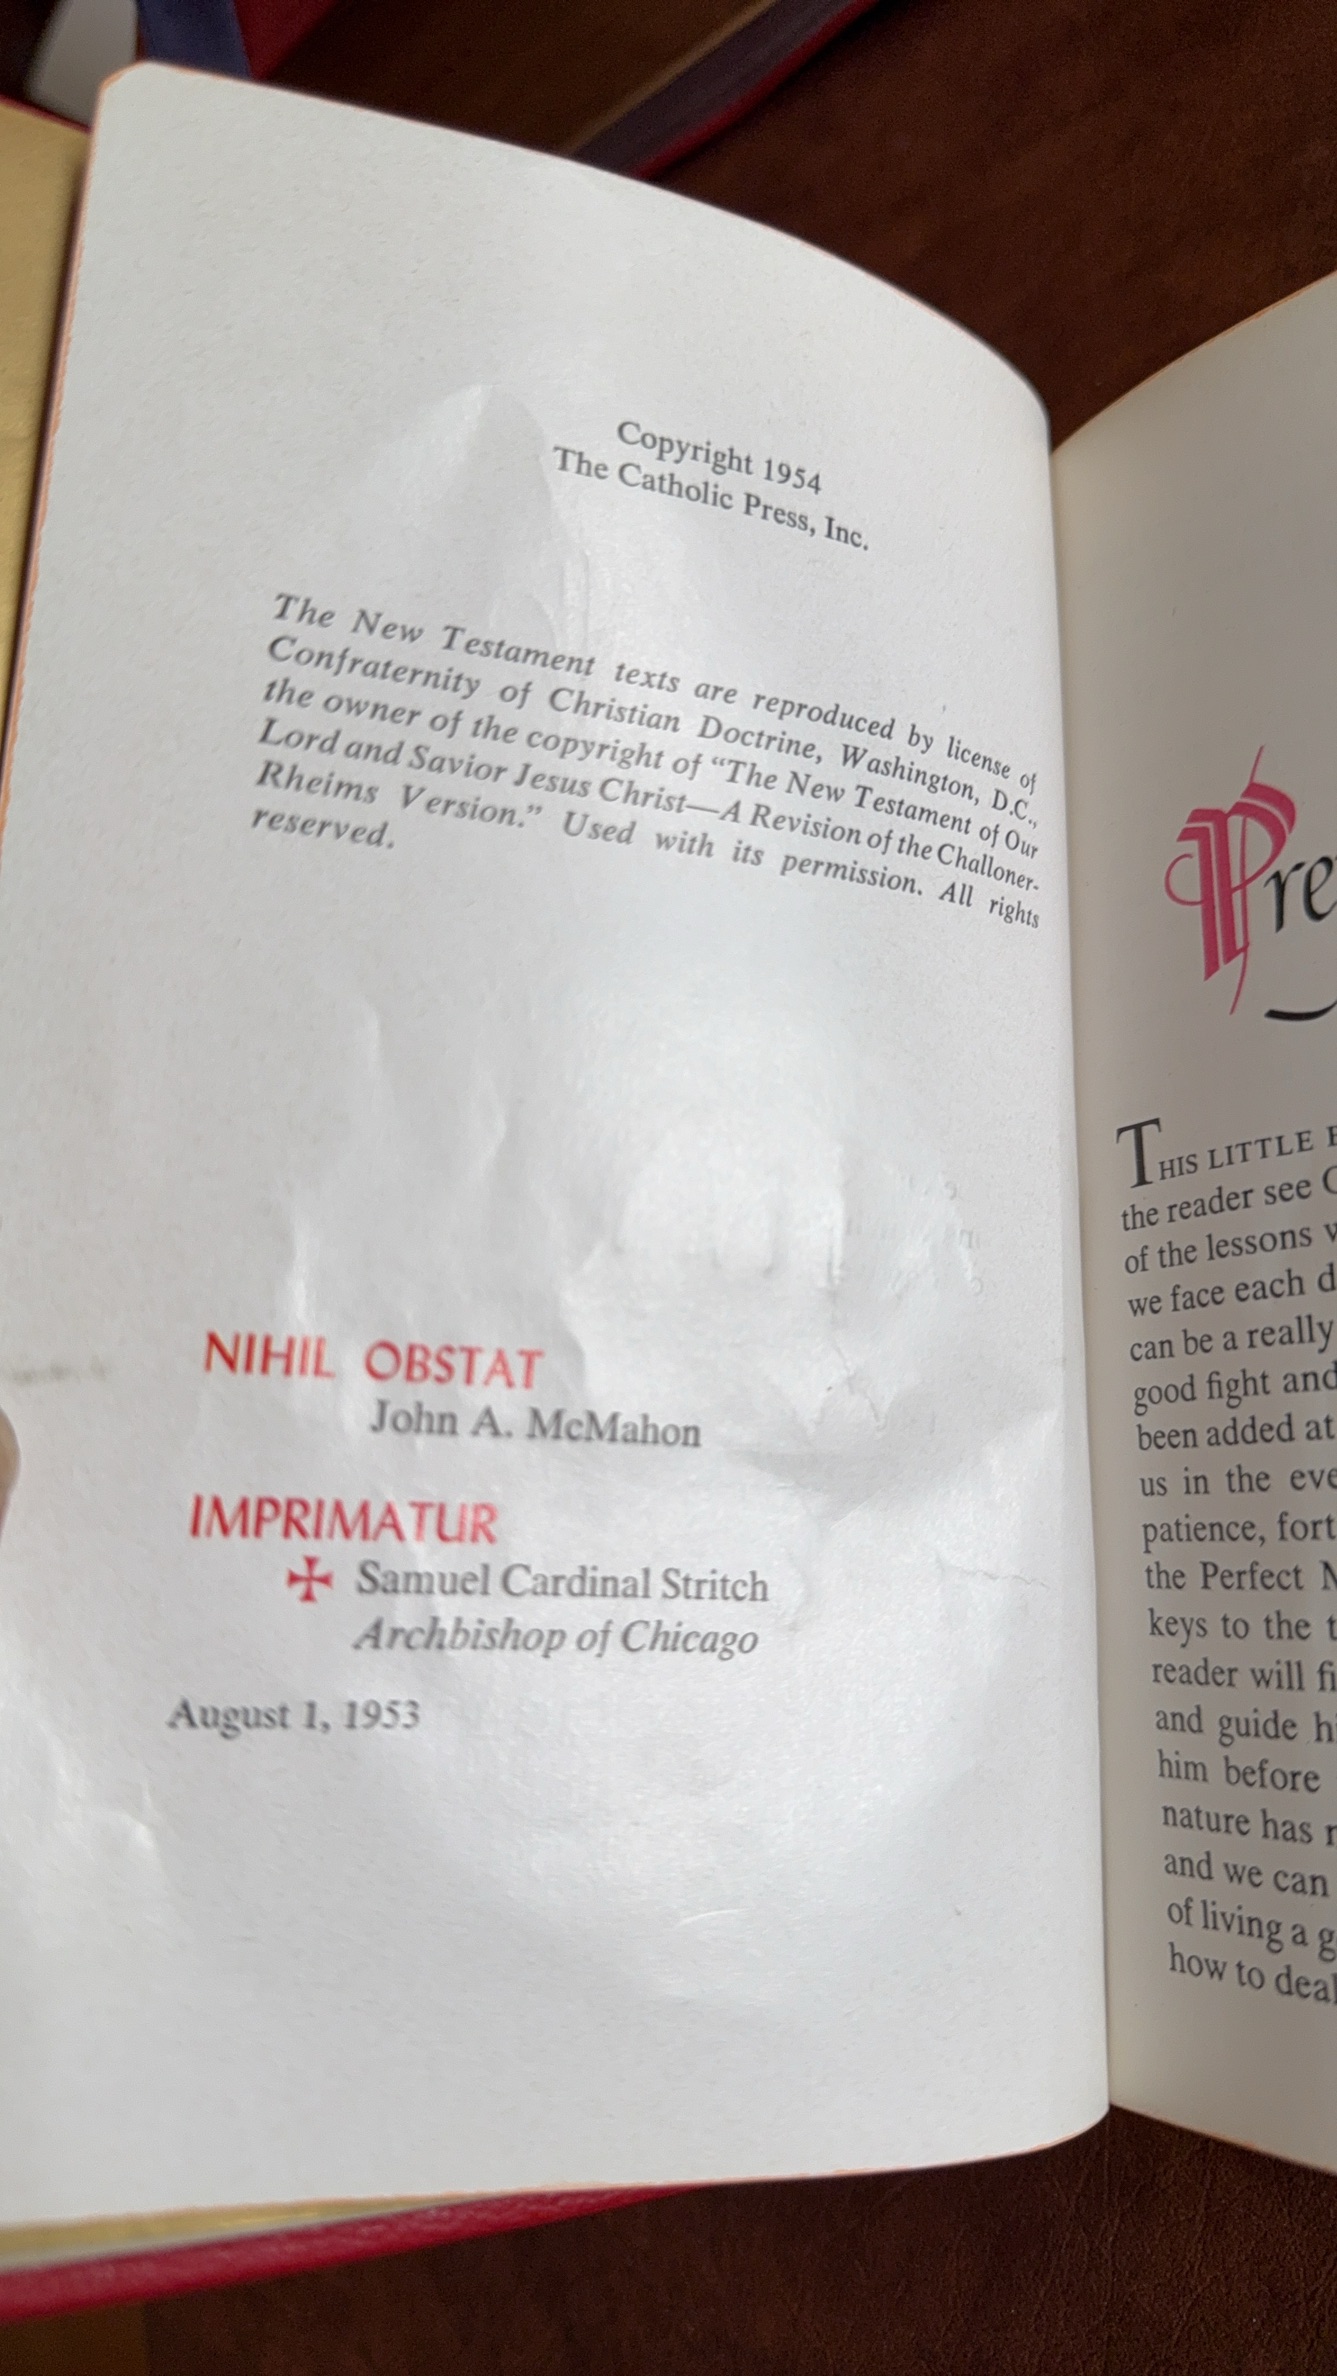 Copyright 1954
The Catholic Press, Inc.
The New Testament texts are reproduced by license of
Confraternity of Christian Doctrine, Washington, D.C.,
the owner of the copyright of “The New Testament of Our
Lord and Savior Jesus Christ—A Revision of the Challoner-
Rheims Version.” Used with its permission. All rights
reserved.
NIHIL OBSTAT
John A. McMahon
IMPRIMATUR
✠ Samuel Cardinal Stritch
Archbishop of Chicago
August 1, 1953
THIS LITTLE
the reader see
of the lessons
we face each
can be a really
good fight and
been added at
us in the
patience,
the Perfect
keys to the
reader will
and guide
him before
nature has
and we can
of living a
how to deal